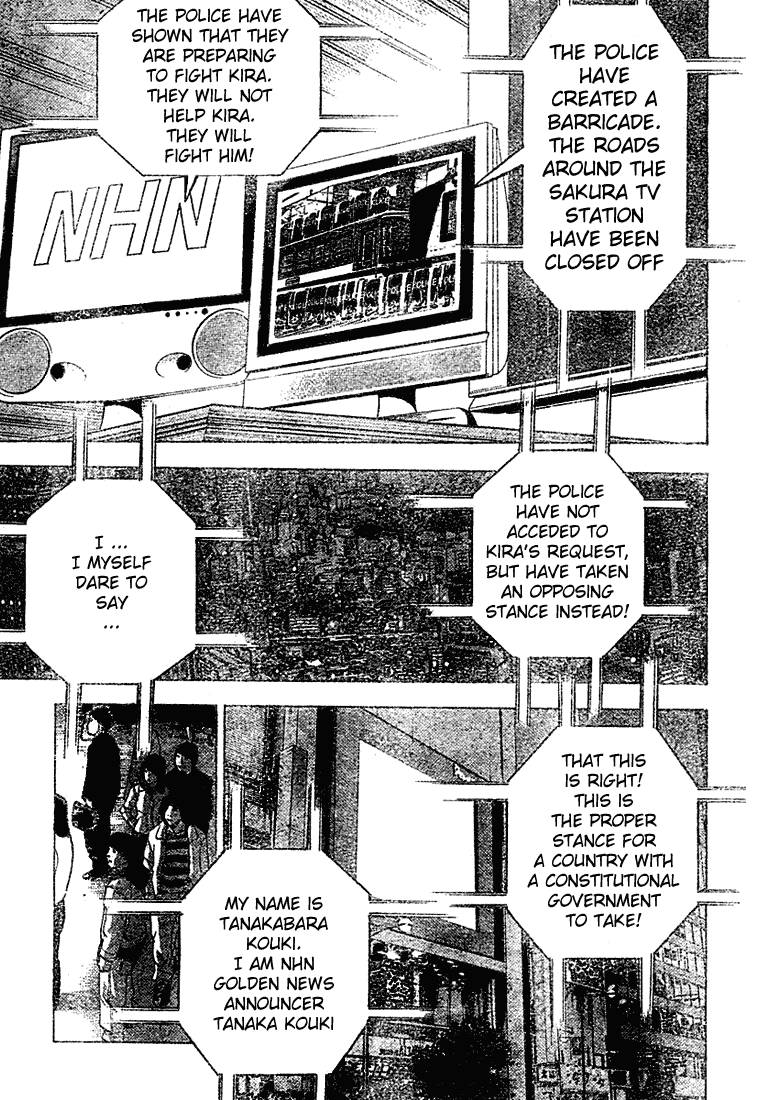 THE POLICE
HAVE
CREATED A
BARRICADE.
THE ROADS
AROUND THE
SAKURA TV
STATION
HAVE BEEN
CLOSED OFF
THE POLICE HAVE
SHOWN THAT THEY
ARE PREPARING
TO FIGHT KIRA.
THEY WILL NOT
HELP KIRA.
THEY WILL
FIGHT HIM!
NHN
THE POLICE
HAVE NOT
ACCEDED TO
KIRA'S REQUEST,
BUT HAVE TAKEN
AN OPPOSING
STANCE INSTEAD!
I ...
I MYSELF
DARE TO
SAY
...
THAT THIS
IS RIGHT!
THIS IS
THE PROPER
STANCE FOR
A COUNTRY WITH
A CONSTITUTIONAL
GOVERNMENT
TO TAKE!
MY NAME IS
TANAKABARA
KOUKI.
I AM NHN
GOLDEN NEWS
ANNOUNCER
TANAKA KOUKI